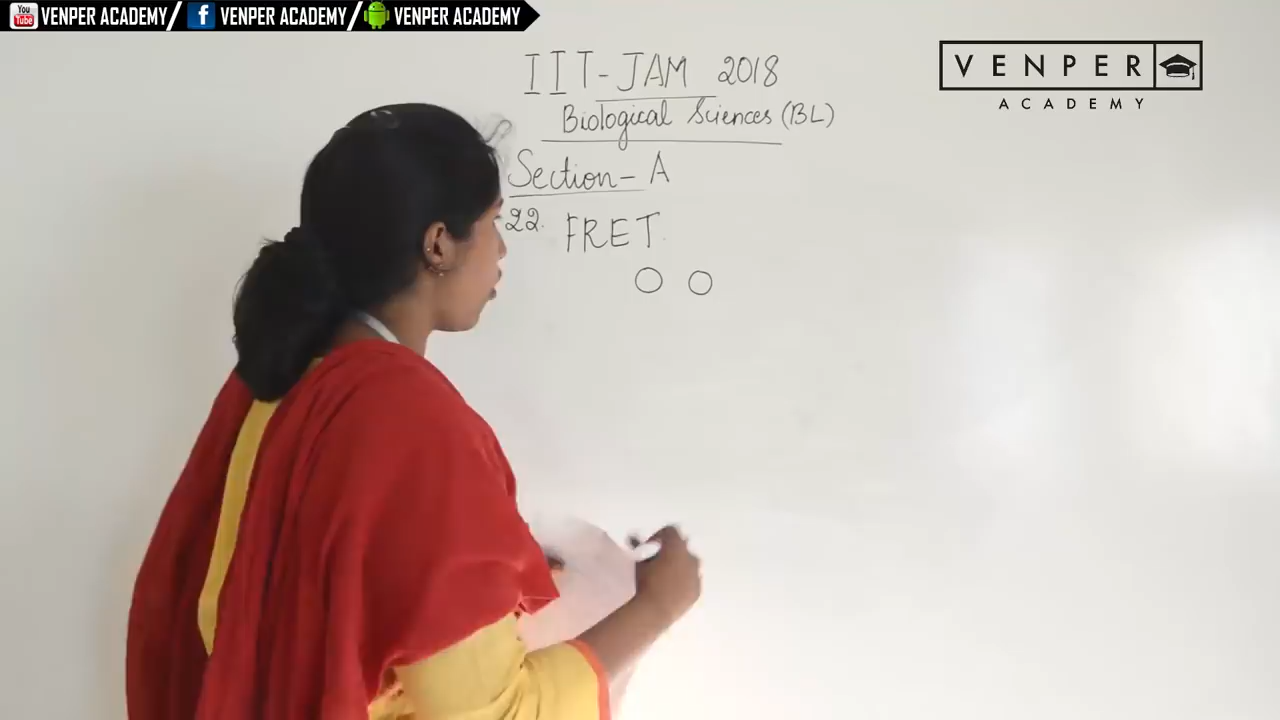 You Tube VENPER ACADEMY / f VENPER ACADEMY / VENPER ACADEMY
VENPER
ACADEMY
IIT-JAM 2018
Biological Sciences (BL)
Section-A
22. FRET.